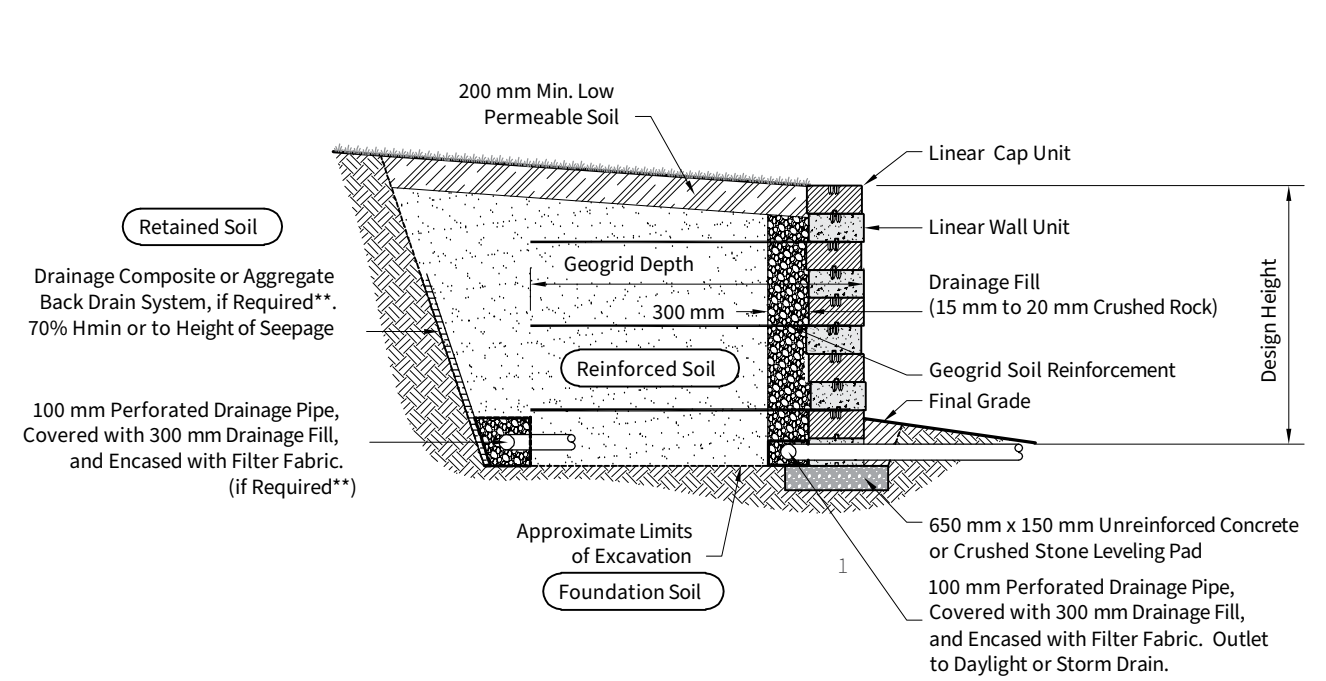 200 mm Min. Low
Permeable Soil
Linear Cap Unit
Retained Soil
Linear Wall Unit
Drainage Composite or Aggregate
Back Drain System, if Required**.
70% Hmin or to Height of Seepage
Geogrid Depth
300 mm
Drainage Fill
(15 mm to 20 mm Crushed Rock)
Design Height
Reinforced Soil
Geogrid Soil Reinforcement
Final Grade
100 mm Perforated Drainage Pipe,
Covered with 300 mm Drainage Fill,
and Encased with Filter Fabric.
(if Required**)
Approximate Limits
of Excavation
Foundation Soil
650 mm x 150 mm Unreinforced Concrete
or Crushed Stone Leveling Pad
1
100 mm Perforated Drainage Pipe,
Covered with 300 mm Drainage Fill,
and Encased with Filter Fabric. Outlet
to Daylight or Storm Drain.